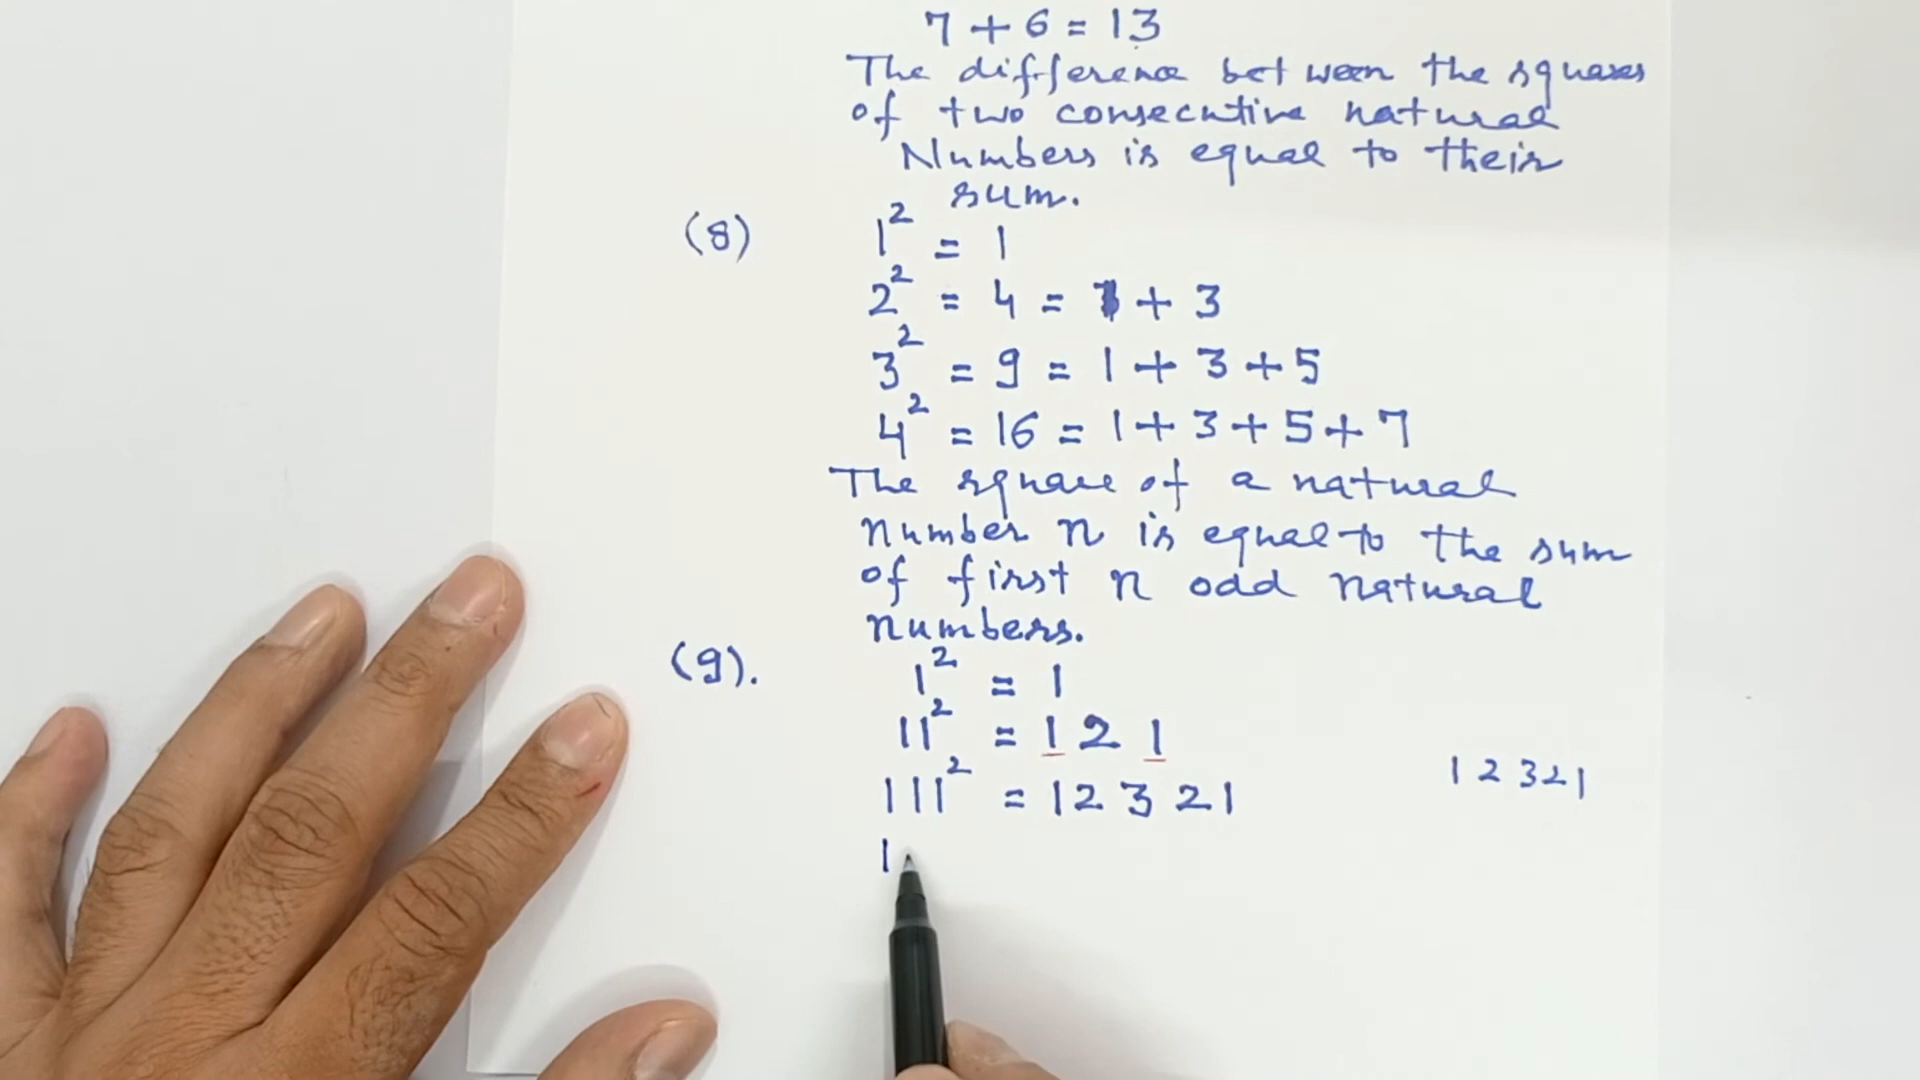 7 + 6 = 13
The difference between the squares
of two consecutive natural
Numbers is equal to their
sum.
(8) 1² = 1
2² = 4 = 1 + 3
3² = 9 = 1 + 3 + 5
4² = 16 = 1 + 3 + 5 + 7
The square of a natural
number n is equal to the sum
of first n odd natural
numbers.
(9). 1² = 1
11² = 1 2 1
111² = 12 3 21
1 2 321
1